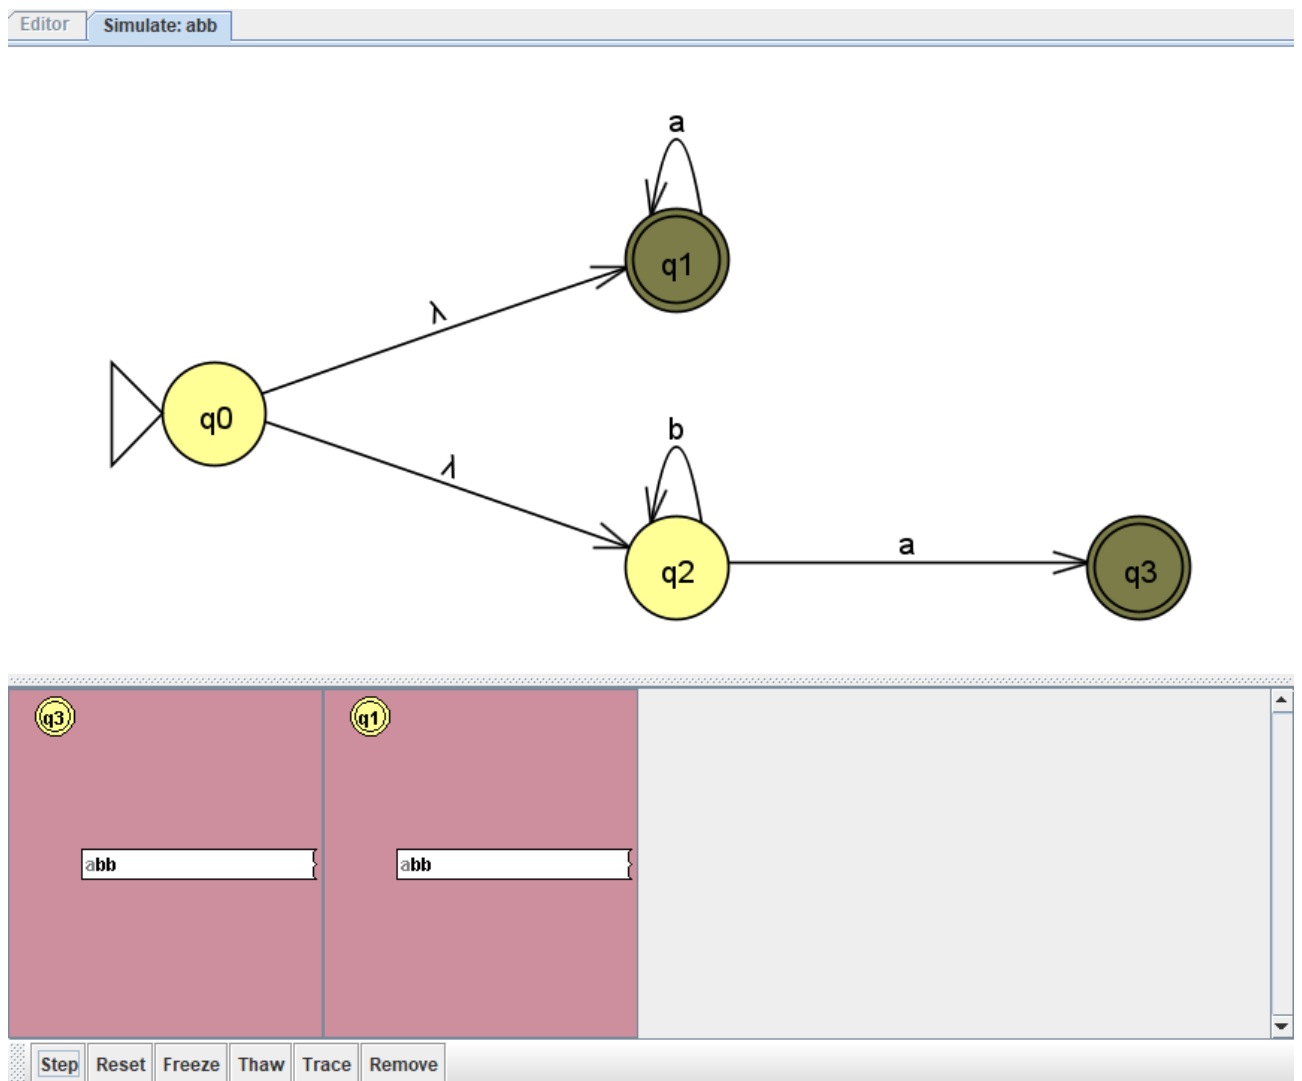 Editor
Simulate: abb
a
q1
λ
q0
b
λ
a
q2
q3
q3
q1
abb
abb
Step Reset Freeze Thaw Trace Remove